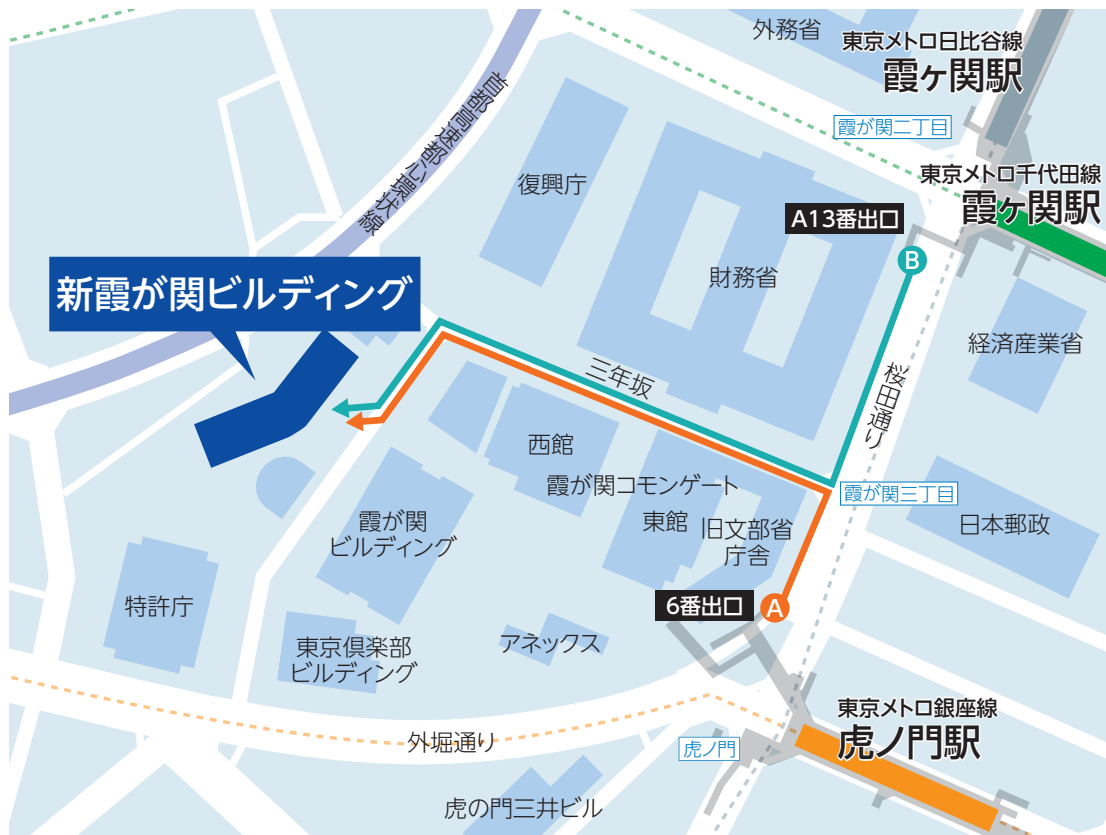 外務省
東京メトロ日比谷線
霞ケ関駅
霞が関二丁目
首都高速都心環状線
復興庁
東京メトロ千代田線
霞ケ関駅
A13番出口
B
財務省
新霞が関ビルディング
経済産業省
三年坂
桜田通り
西館
霞が関コモンゲート
東館
旧文部省
庁舎
霞が関三丁目
日本郵政
霞が関
ビルディング
特許庁
6番出口
A
東京倶楽部
ビルディング
アネックス
東京メトロ銀座線
虎ノ門駅
外堀通り
虎ノ門
虎の門三井ビル